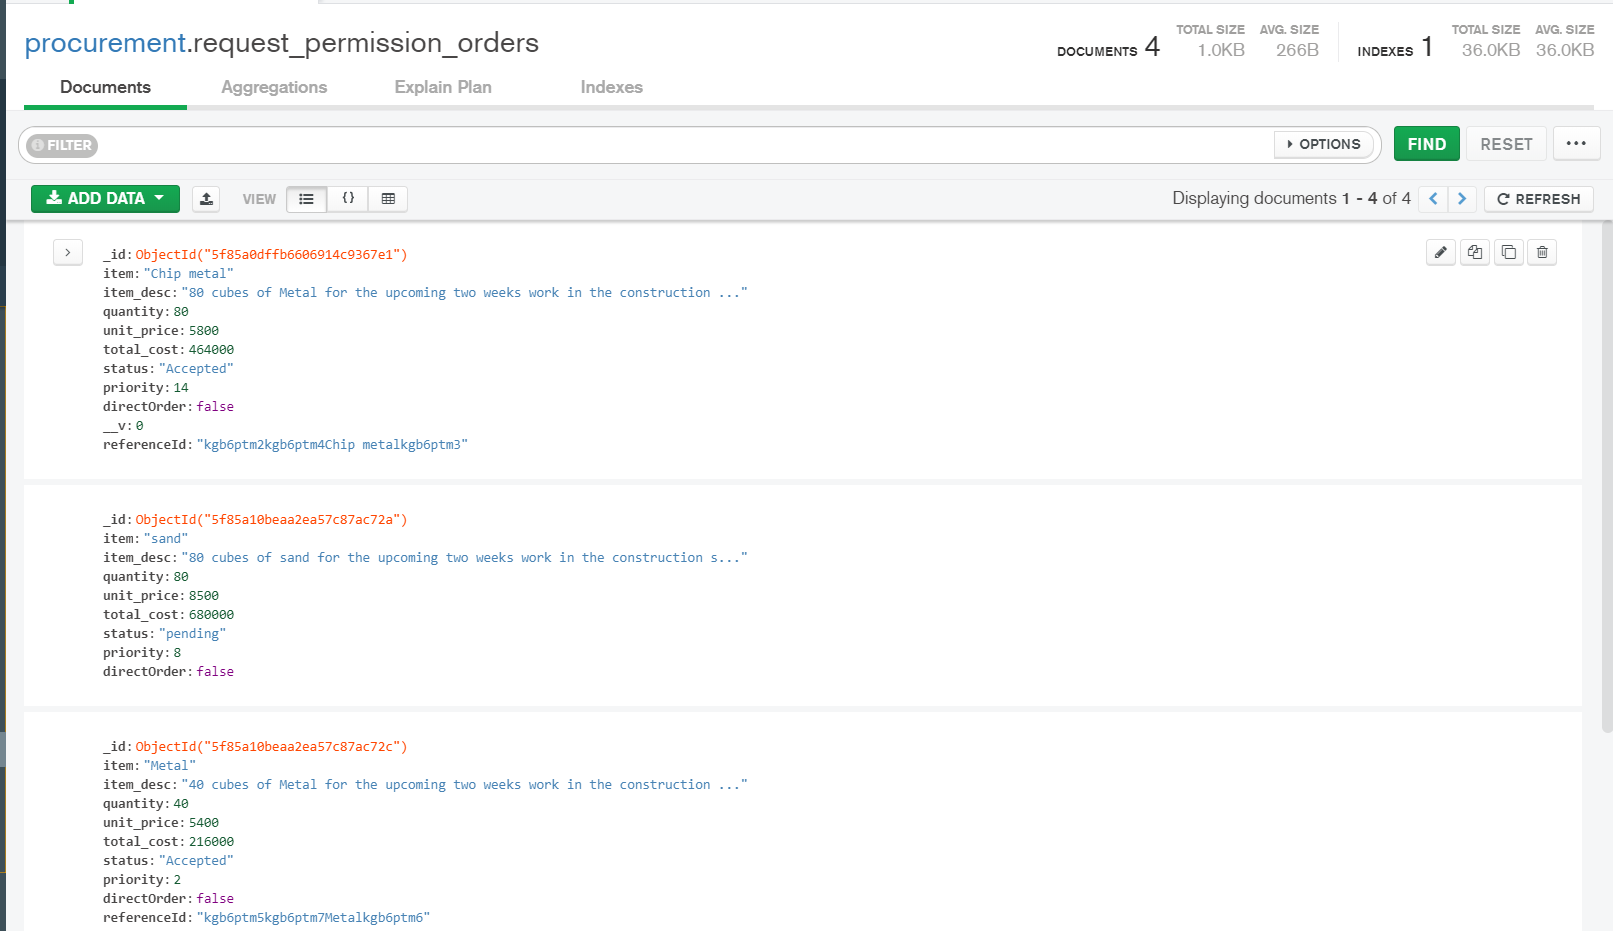 procurement.request_permission_orders
DOCUMENTS 4 TOTAL SIZE 1.0KB AVG. SIZE 266B INDEXES 1 TOTAL SIZE 36.0KB AVG. SIZE 36.0KB
Documents Aggregations Explain Plan Indexes
FILTER OPTIONS FIND RESET ...
ADD DATA VIEW {} Displaying documents 1 - 4 of 4 < > REFRESH
_id: ObjectId("5f85a0dffb6606914c9367e1")
item: "Chip metal"
item_desc: "80 cubes of Metal for the upcoming two weeks work in the construction ..."
quantity: 80
unit_price: 5800
total_cost: 464000
status: "Accepted"
priority: 14
directOrder: false
__v: 0
referenceId: "kgb6ptm2kgb6ptm4Chip metalkgb6ptm3"
_id: ObjectId("5f85a10beaa2ea57c87ac72a")
item: "sand"
item_desc: "80 cubes of sand for the upcoming two weeks work in the construction s..."
quantity: 80
unit_price: 8500
total_cost: 680000
status: "pending"
priority: 8
directOrder: false
_id: ObjectId("5f85a10beaa2ea57c87ac72c")
item: "Metal"
item_desc: "40 cubes of Metal for the upcoming two weeks work in the construction ..."
quantity: 40
unit_price: 5400
total_cost: 216000
status: "Accepted"
priority: 2
directOrder: false
referenceId: "kgb6ptm5kgb6ptm7Metalkgb6ptm6"